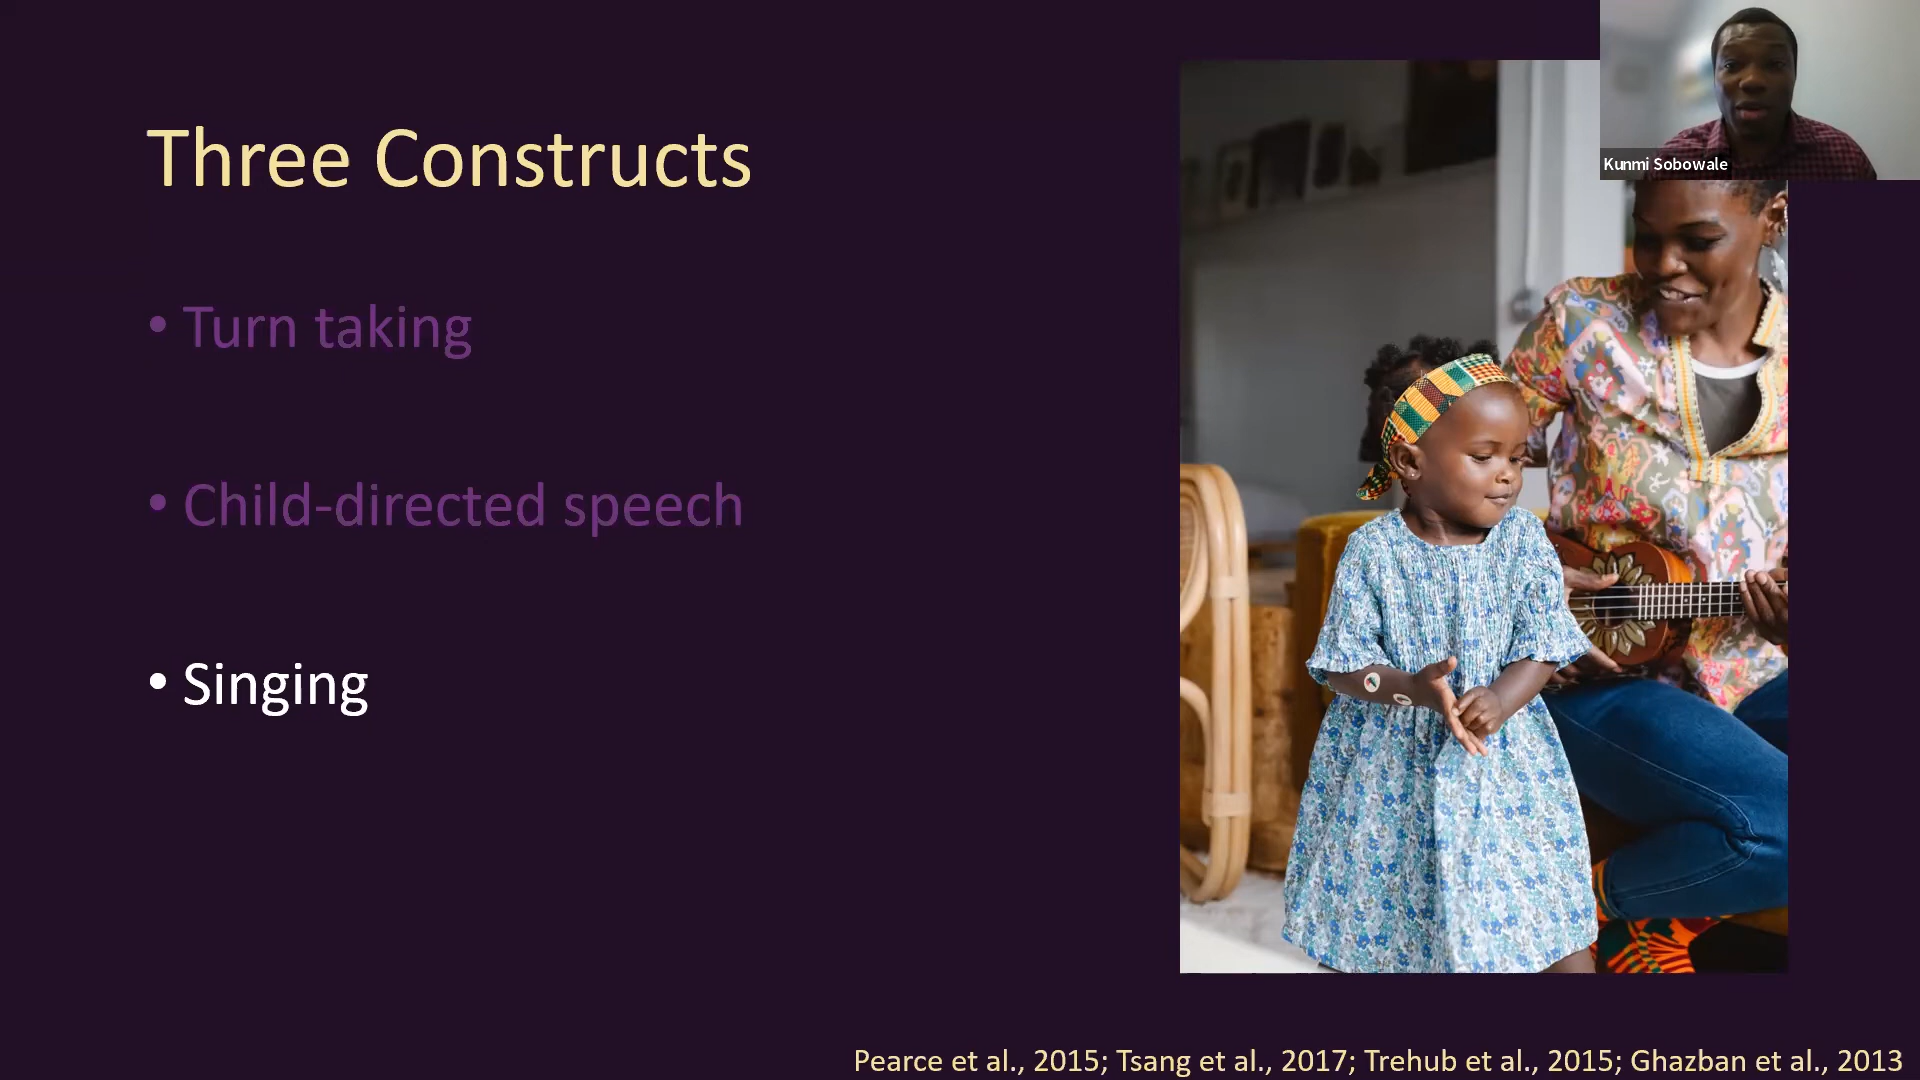 Three Constructs
• Turn taking
• Child-directed speech
• Singing
Kunmi Sobowale
Pearce et al., 2015; Tsang et al., 2017; Trehub et al., 2015; Ghazban et al., 2013